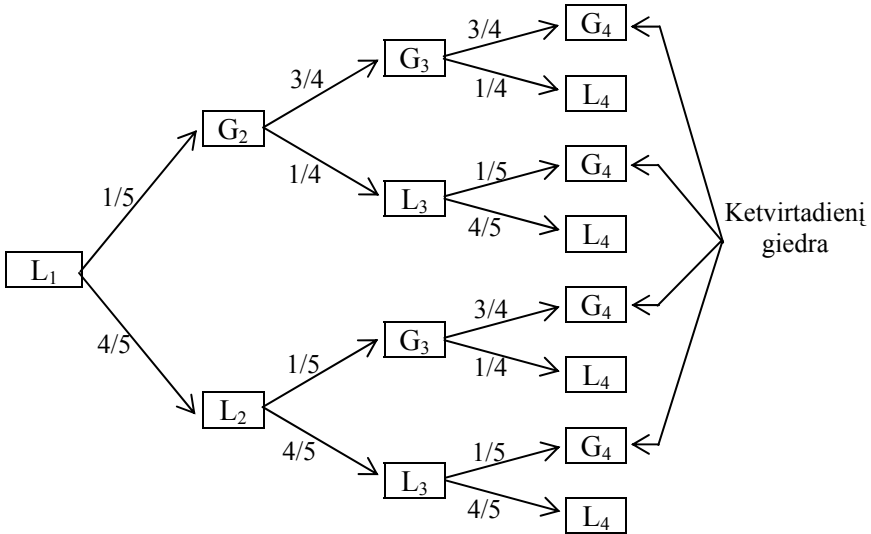 L₁
1/5
4/5
G₂
L₂
3/4
1/4
1/5
4/5
G₃
L₃
G₃
L₃
3/4
1/4
1/5
4/5
3/4
1/4
1/5
4/5
G₄
L₄
G₄
L₄
G₄
L₄
G₄
L₄
Ketvirtadienį
giedra